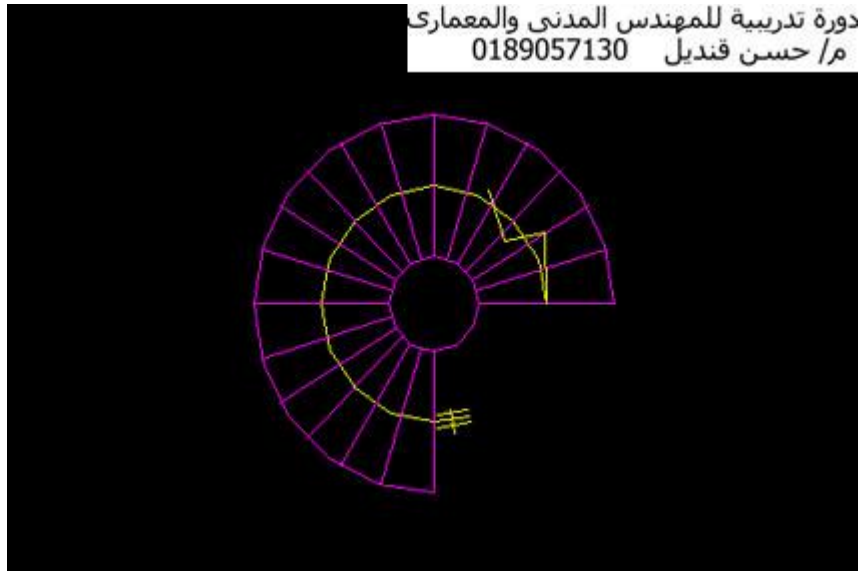 دورة تدريبية للمهندس المدنى والمعمارى
م/ حسن قنديل 0189057130